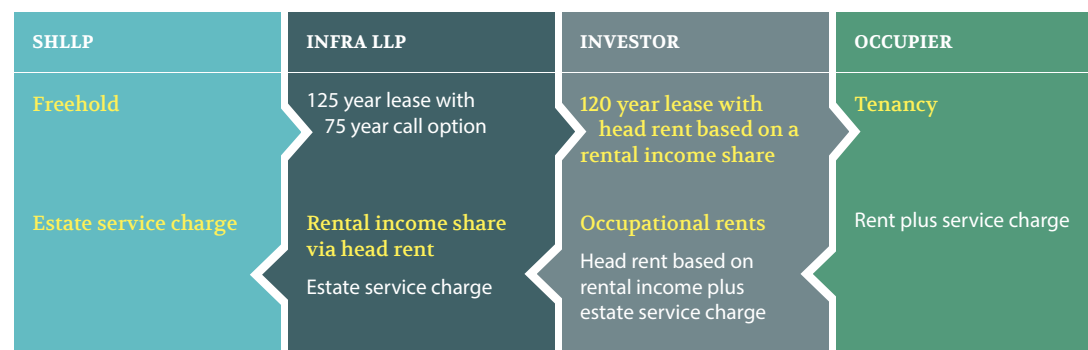 SHLLP
Freehold
Estate service charge
INFRA LLP
125 year lease with
75 year call option
Rental income share
via head rent
Estate service charge
INVESTOR
120 year lease with
head rent based on a
rental income share
Occupational rents
Head rent based on
rental income plus
estate service charge
OCCUPIER
Tenancy
Rent plus service charge